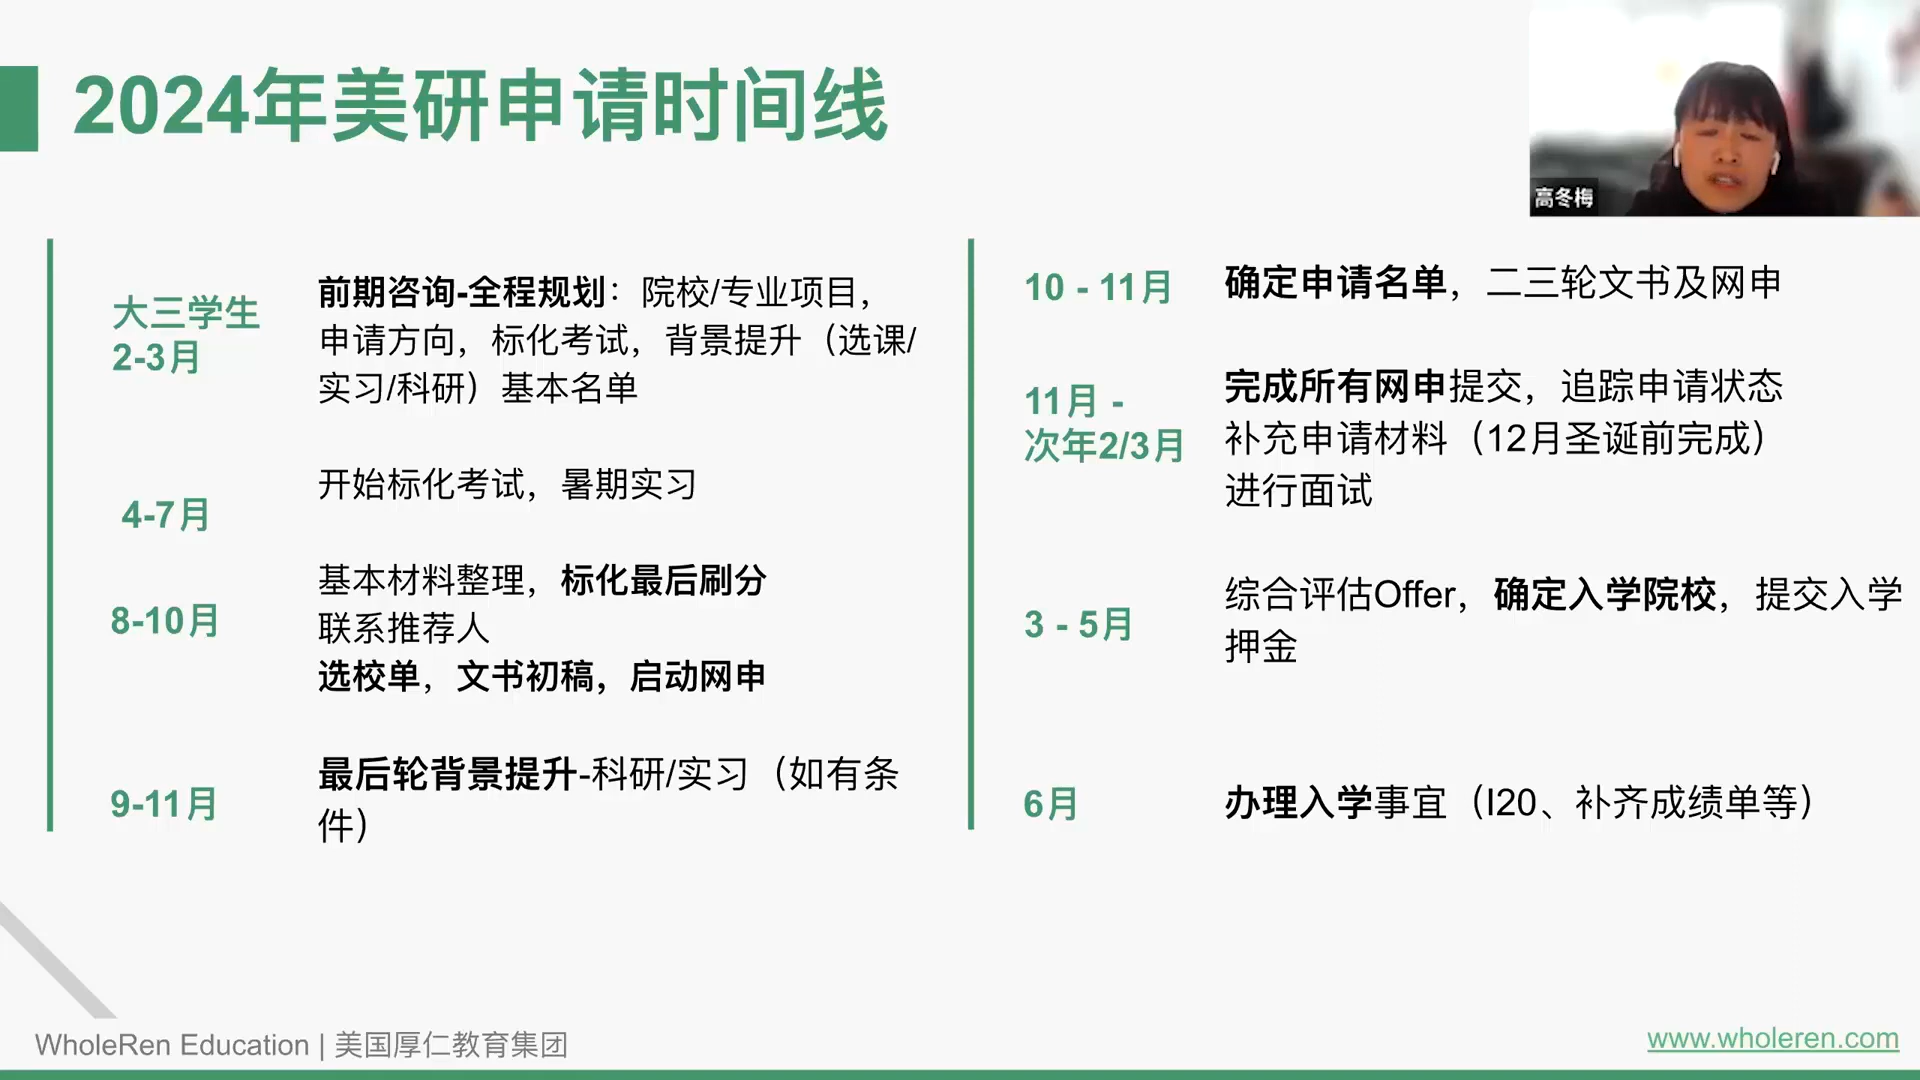 2024年美研申请时间线
高冬梅
大三学生
2-3月
前期咨询-全程规划：院校/专业项目，
申请方向，标化考试，背景提升（选课/
实习/科研）基本名单
4-7月
开始标化考试，暑期实习
8-10月
基本材料整理，标化最后刷分
联系推荐人
选校单，文书初稿，启动网申
9-11月
最后轮背景提升-科研/实习（如有条
件）
10 - 11月
确定申请名单，二三轮文书及网申
11月 -
次年2/3月
完成所有网申提交，追踪申请状态
补充申请材料（12月圣诞前完成）
进行面试
3 - 5月
综合评估Offer，确定入学院校，提交入学
押金
6月
办理入学事宜（I20、补齐成绩单等）
WholeRen Education | 美国厚仁教育集团
www.wholeren.com